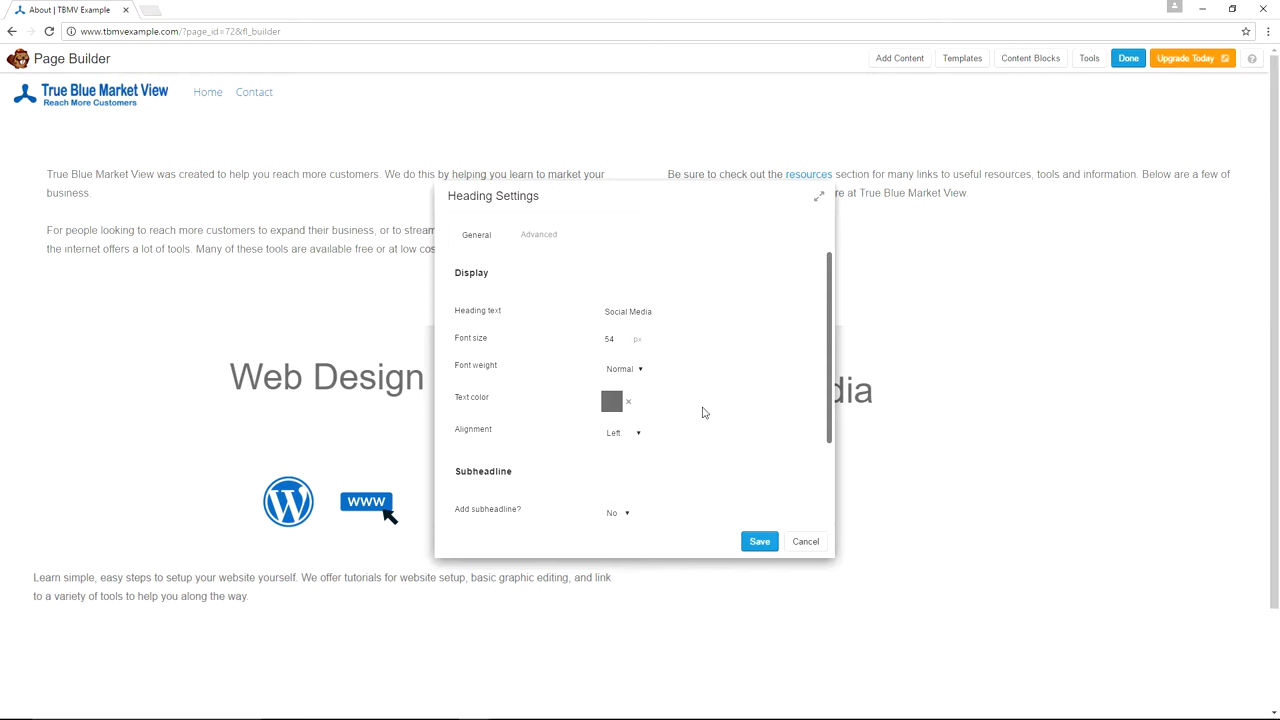 About | TBMV Example
www.tbmvexample.com/?page_id=72&fl_builder
Page Builder
Add Content
Templates
Content Blocks
Tools
Done
Upgrade Today
True Blue Market View
Reach More Customers
Home
Contact
True Blue Market View was created to help you reach more customers. We do this by helping you learn to market your
business.
For people looking to reach more customers to expand their business, or to stream
the internet offers a lot of tools. Many of these tools are available free or at low cos
Be sure to check out the resources section for many links to useful resources, tools and information. Below are a few of
e at True Blue Market View.
Heading Settings
General
Advanced
Display
Heading text
Social Media
Font size
54
px
Font weight
Normal
Text color
Alignment
Left
Subheadline
Add subheadline?
No
Save
Cancel
Web Design
dia
W
WWW
Learn simple, easy steps to setup your website yourself. We offer tutorials for website setup, basic graphic editing, and link
to a variety of tools to help you along the way.